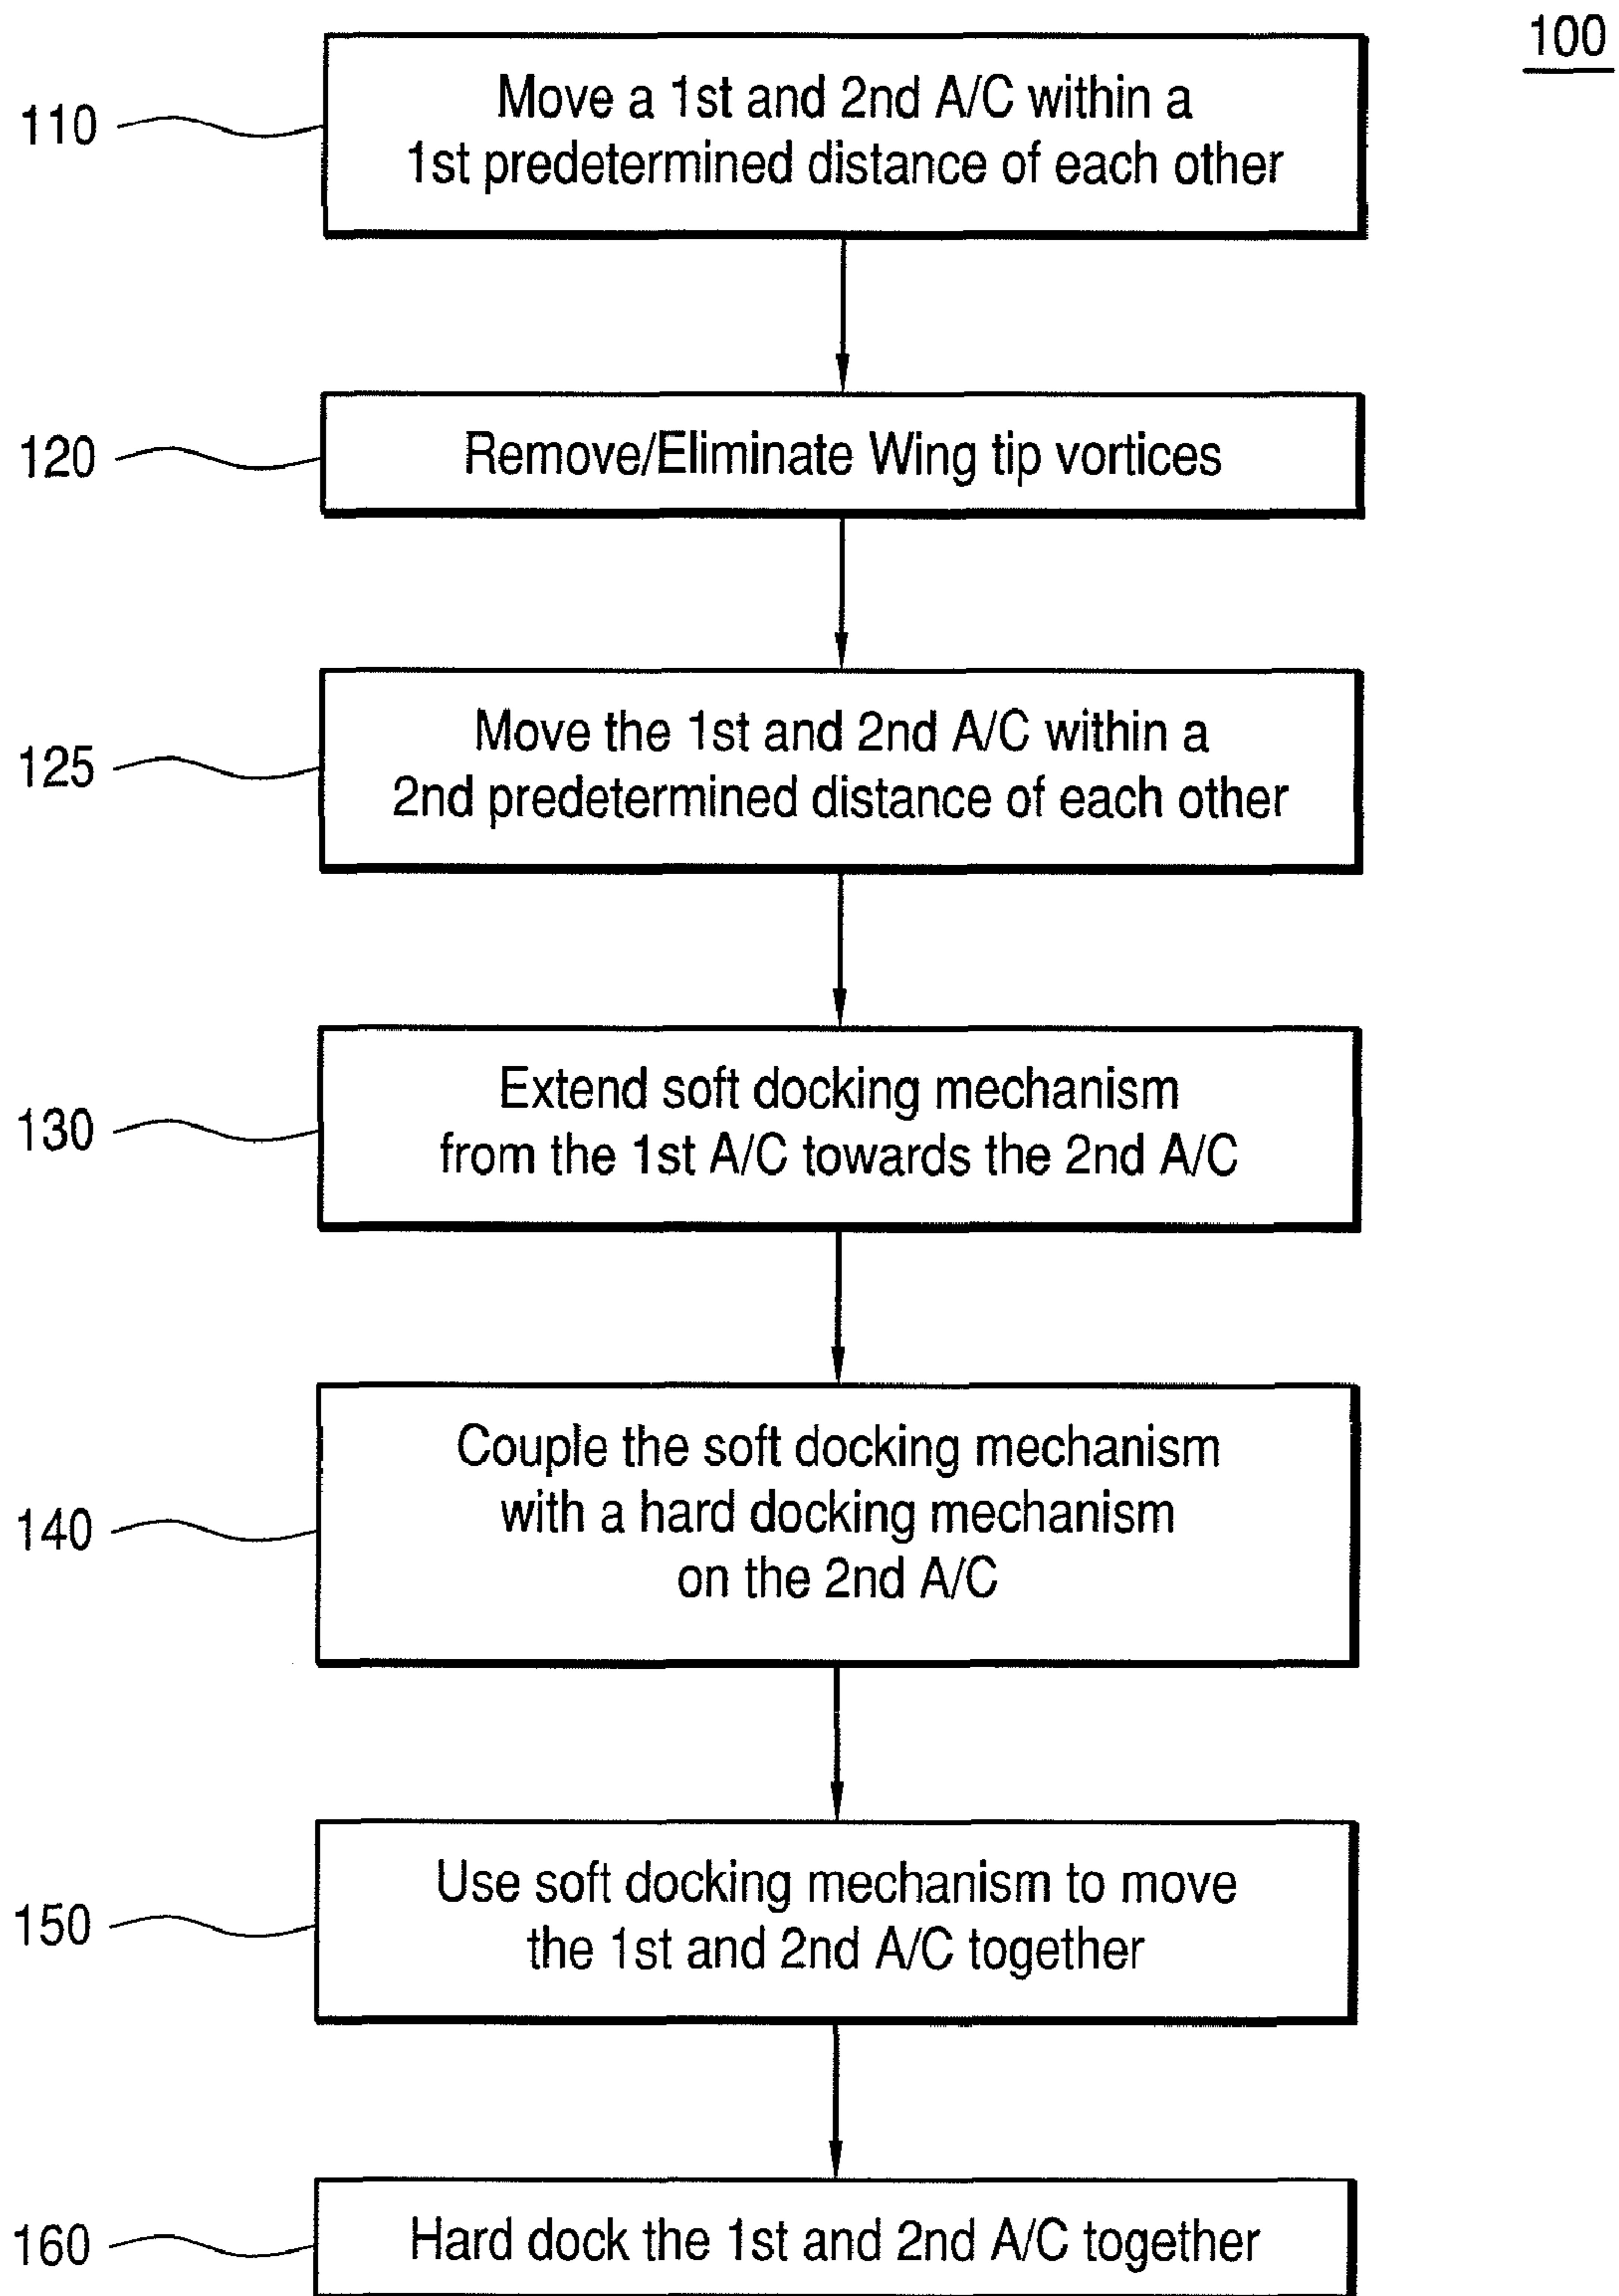 100
110
Move a 1st and 2nd A/C within a
1st predetermined distance of each other
120
Remove/Eliminate Wing tip vortices
125
Move the 1st and 2nd A/C within a
2nd predetermined distance of each other
130
Extend soft docking mechanism
from the 1st A/C towards the 2nd A/C
140
Couple the soft docking mechanism
with a hard docking mechanism
on the 2nd A/C
150
Use soft docking mechanism to move
the 1st and 2nd A/C together
160
Hard dock the 1st and 2nd A/C together